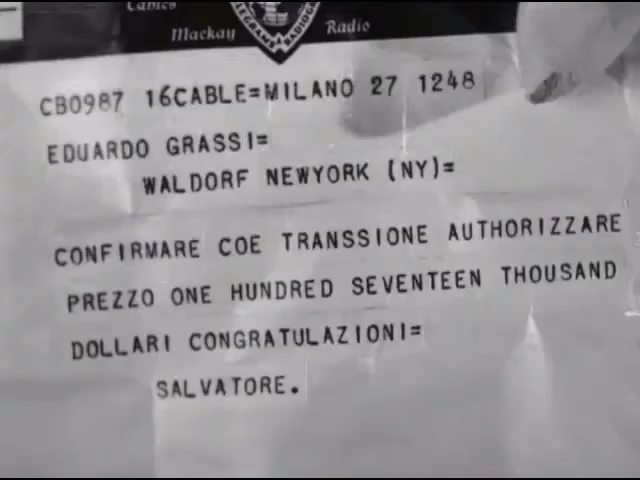 Cables
Mackay Radio
CB0987 16CABLE=MILANO 27 1248
EDUARDO GRASSI=
WALDORF NEWYORK (NY)=
CONFIRMARE COE TRANSSIONE AUTHORIZZARE
PREZZO ONE HUNDRED SEVENTEEN THOUSAND
DOLLARI CONGRATULAZIONI=
SALVATORE.